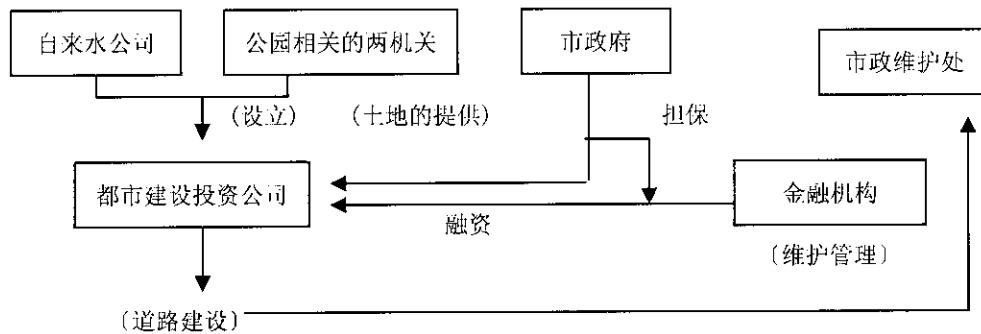 自来水公司
公园相关的两机关
市政府
市政维护处
(设立)
(土地的提供)
担保
都市建设投资公司
金融机构
融资
〔维护管理〕
〔道路建设〕